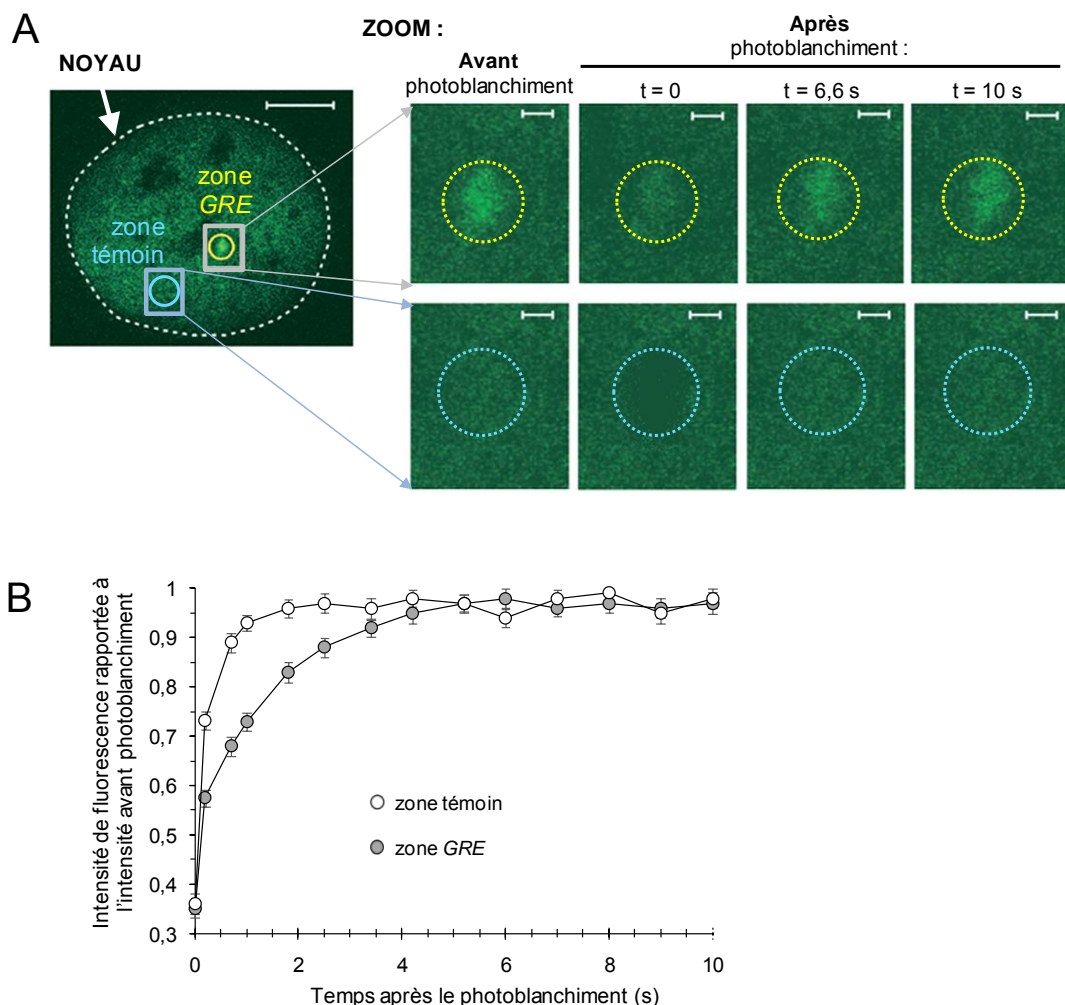 A
ZOOM :
NOYAU
Avant
photoblanchiment
Après
photoblanchiment :
t = 0
t = 6,6 s
t = 10 s
zone
GRE
zone
témoin
B
Intensité de fluorescence rapportée à
l'intensité avant photoblanchiment
1
0,9
0,8
0,7
0,6
0,5
0,4
0,3
zone témoin
zone GRE
0
2
4
6
8
10
Temps après le photoblanchiment (s)